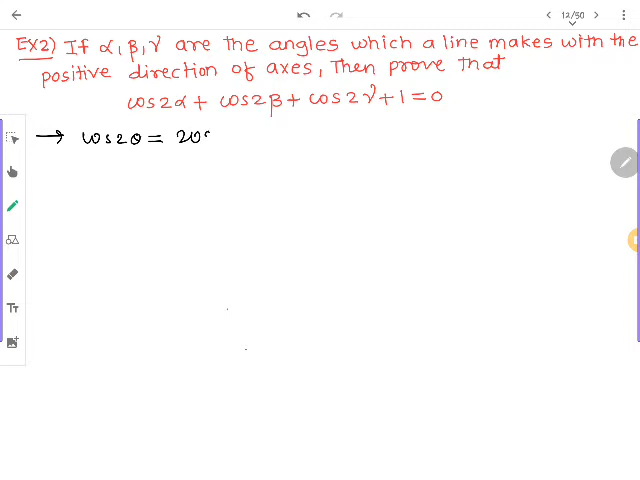 12/50
Ex2) If α, β, γ are the angles which a line makes with the
positive direction of axes, Then prove that
cos2α + cos2β + cos2γ + 1 = 0
→ cos2θ =
TT